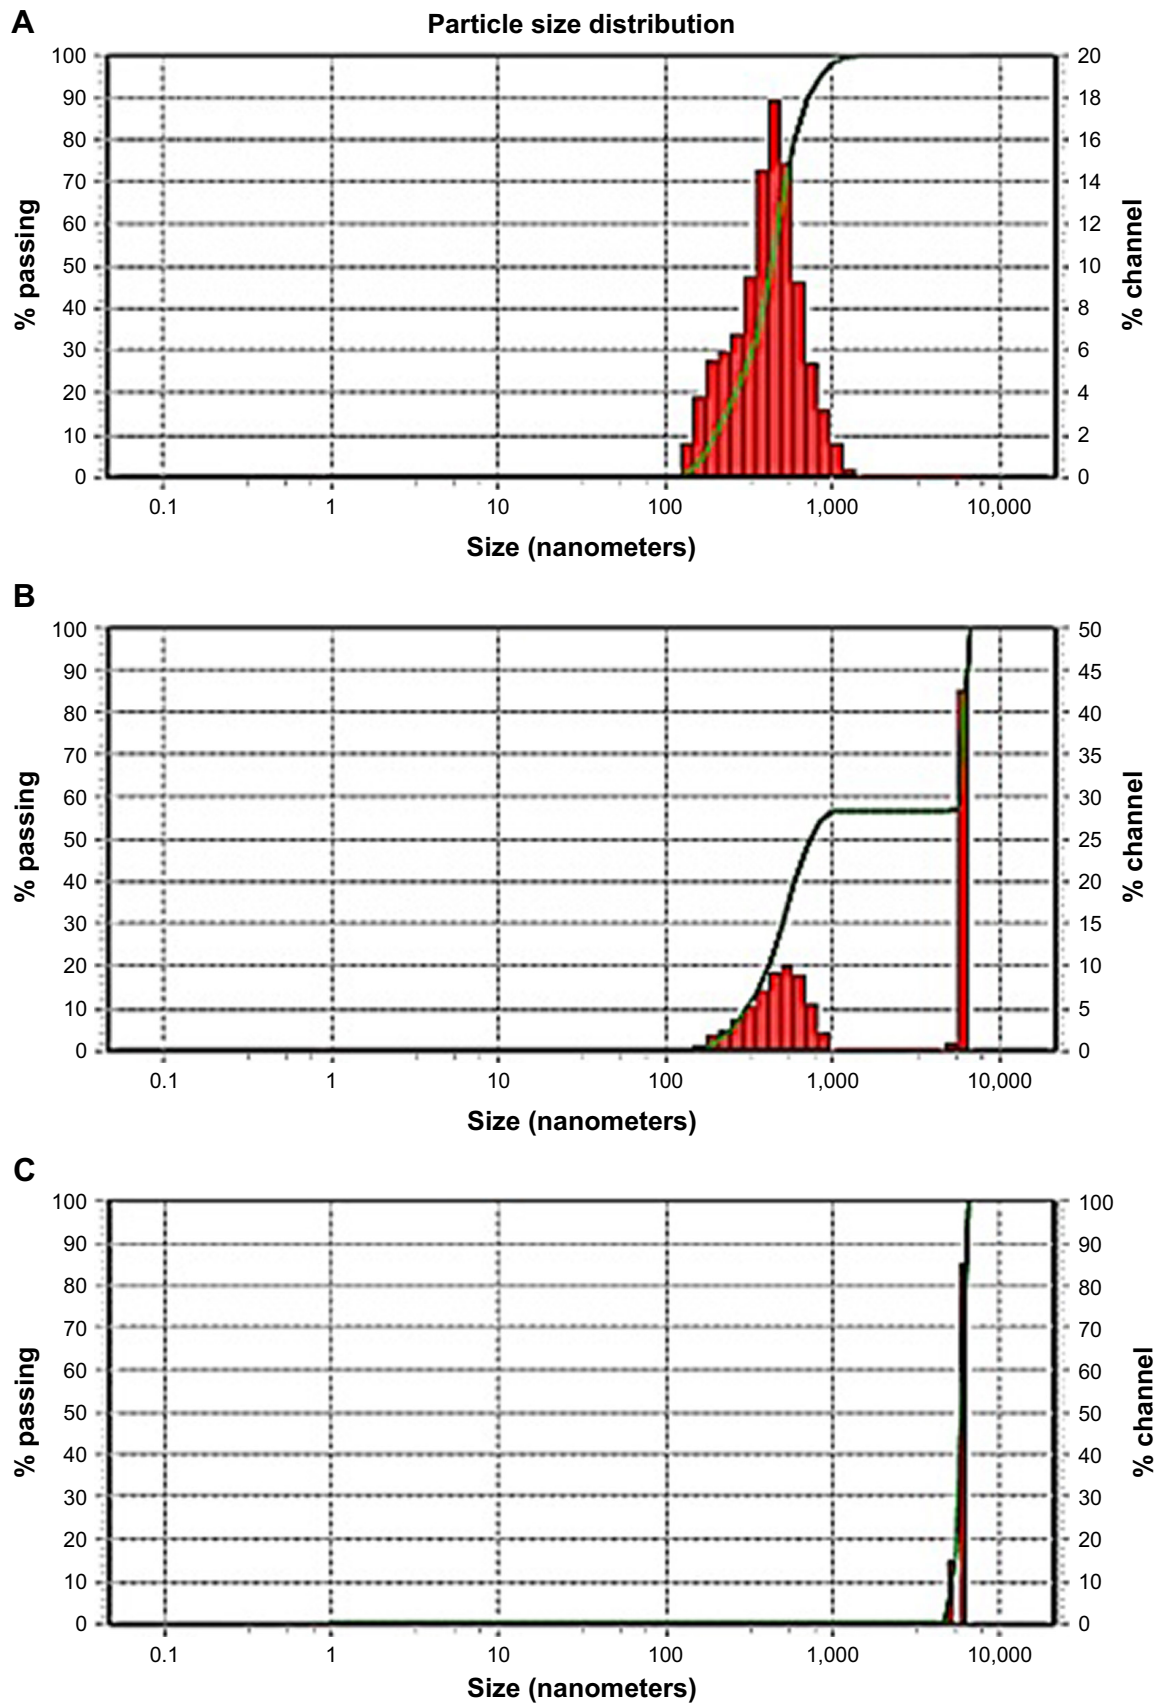 A
Particle size distribution
100 20
90 18
80 16
70 14
60 12
50 10
40 8
30 6
20 4
10 2
0 0
% passing
% channel
0.1 1 10 100 1,000 10,000
Size (nanometers)
B
100 50
90 45
80 40
70 35
60 30
50 25
40 20
30 15
20 10
10 5
0 0
% passing
% channel
0.1 1 10 100 1,000 10,000
Size (nanometers)
C
100 100
90 90
80 80
70 70
60 60
50 50
40 40
30 30
20 20
10 10
0 0
% passing
% channel
0.1 1 10 100 1,000 10,000
Size (nanometers)